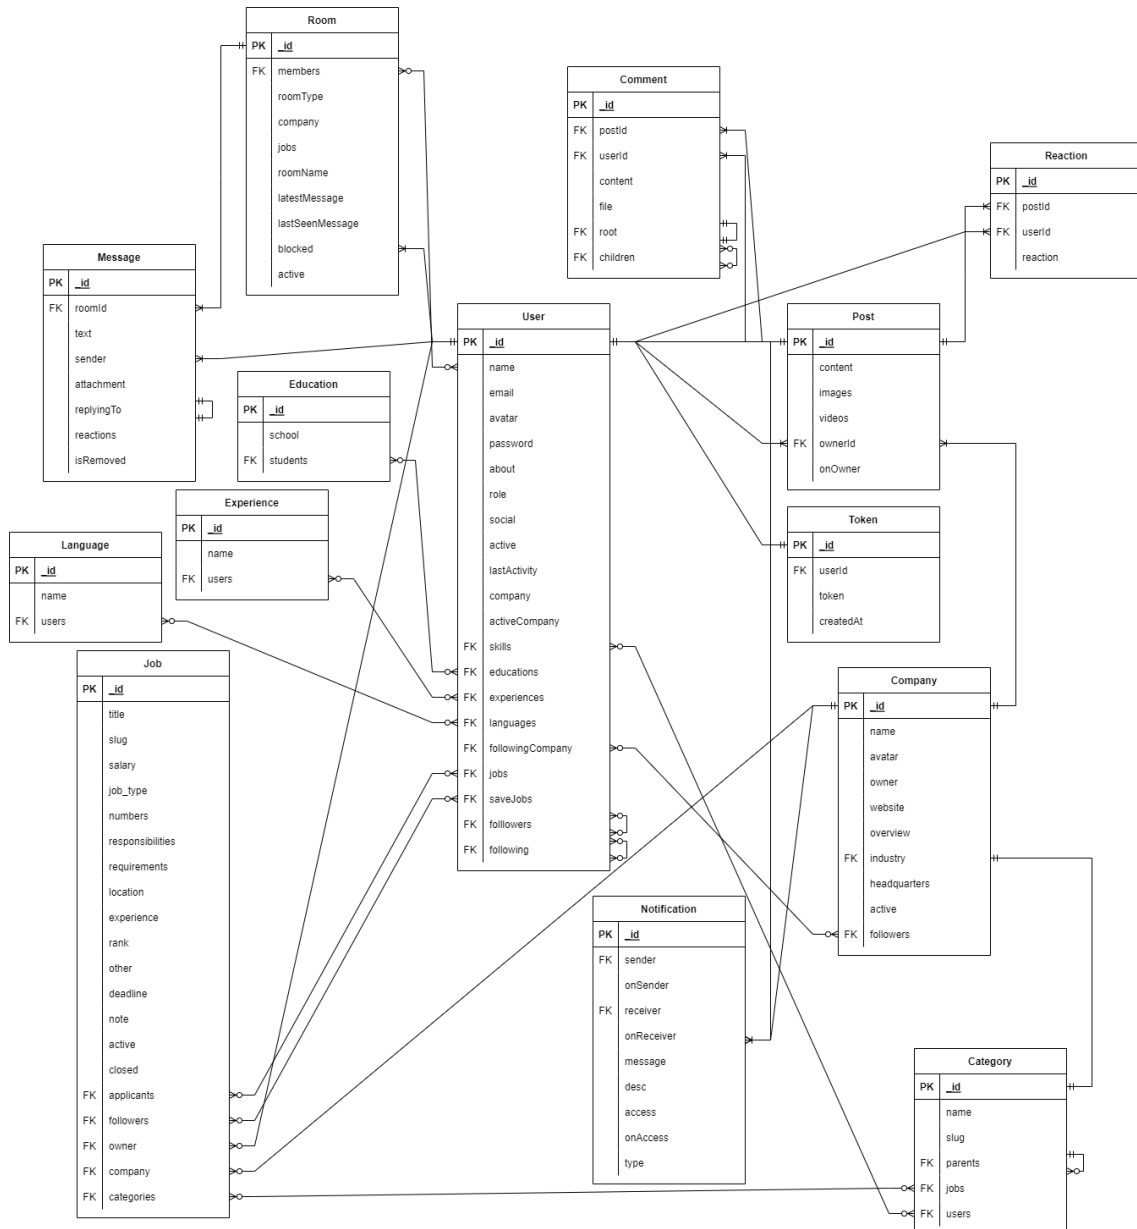 Room
PK _id
FK members
roomType
company
jobs
roomName
latestMessage
lastSeenMessage
blocked
active
Comment
PK _id
FK postId
FK userId
content
file
FK root
FK children
Reaction
PK _id
FK postId
FK userId
reaction
Message
PK _id
FK roomId
text
sender
attachment
replyingTo
reactions
isRemoved
User
PK _id
name
email
avatar
password
about
role
social
active
lastActivity
company
activeCompany
FK skills
FK educations
FK experiences
FK languages
FK followingCompany
FK jobs
FK saveJobs
FK folllowers
FK following
Post
PK _id
content
images
videos
FK ownerId
onOwner
Education
PK _id
school
FK students
Experience
PK _id
name
FK users
Token
PK _id
FK userId
token
createdAt
Language
PK _id
name
FK users
Job
PK _id
title
slug
salary
job_type
numbers
responsibilities
requirements
location
experience
rank
other
deadline
note
active
closed
FK applicants
FK followers
FK owner
FK company
FK categories
Company
PK _id
name
avatar
owner
website
overview
FK industry
headquarters
active
FK followers
Notification
PK _id
FK sender
onSender
FK receiver
onReceiver
message
desc
access
onAccess
type
Category
PK _id
name
slug
FK parents
FK jobs
FK users